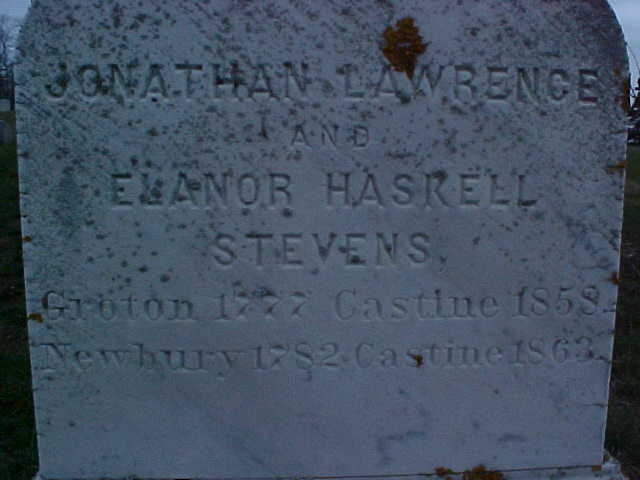 JONATHAN LAWRENCE
AND
ELANOR HASKELL
STEVENS.
Groton 1777 Castine 1858.
Newbury 1782 Castine 1863.